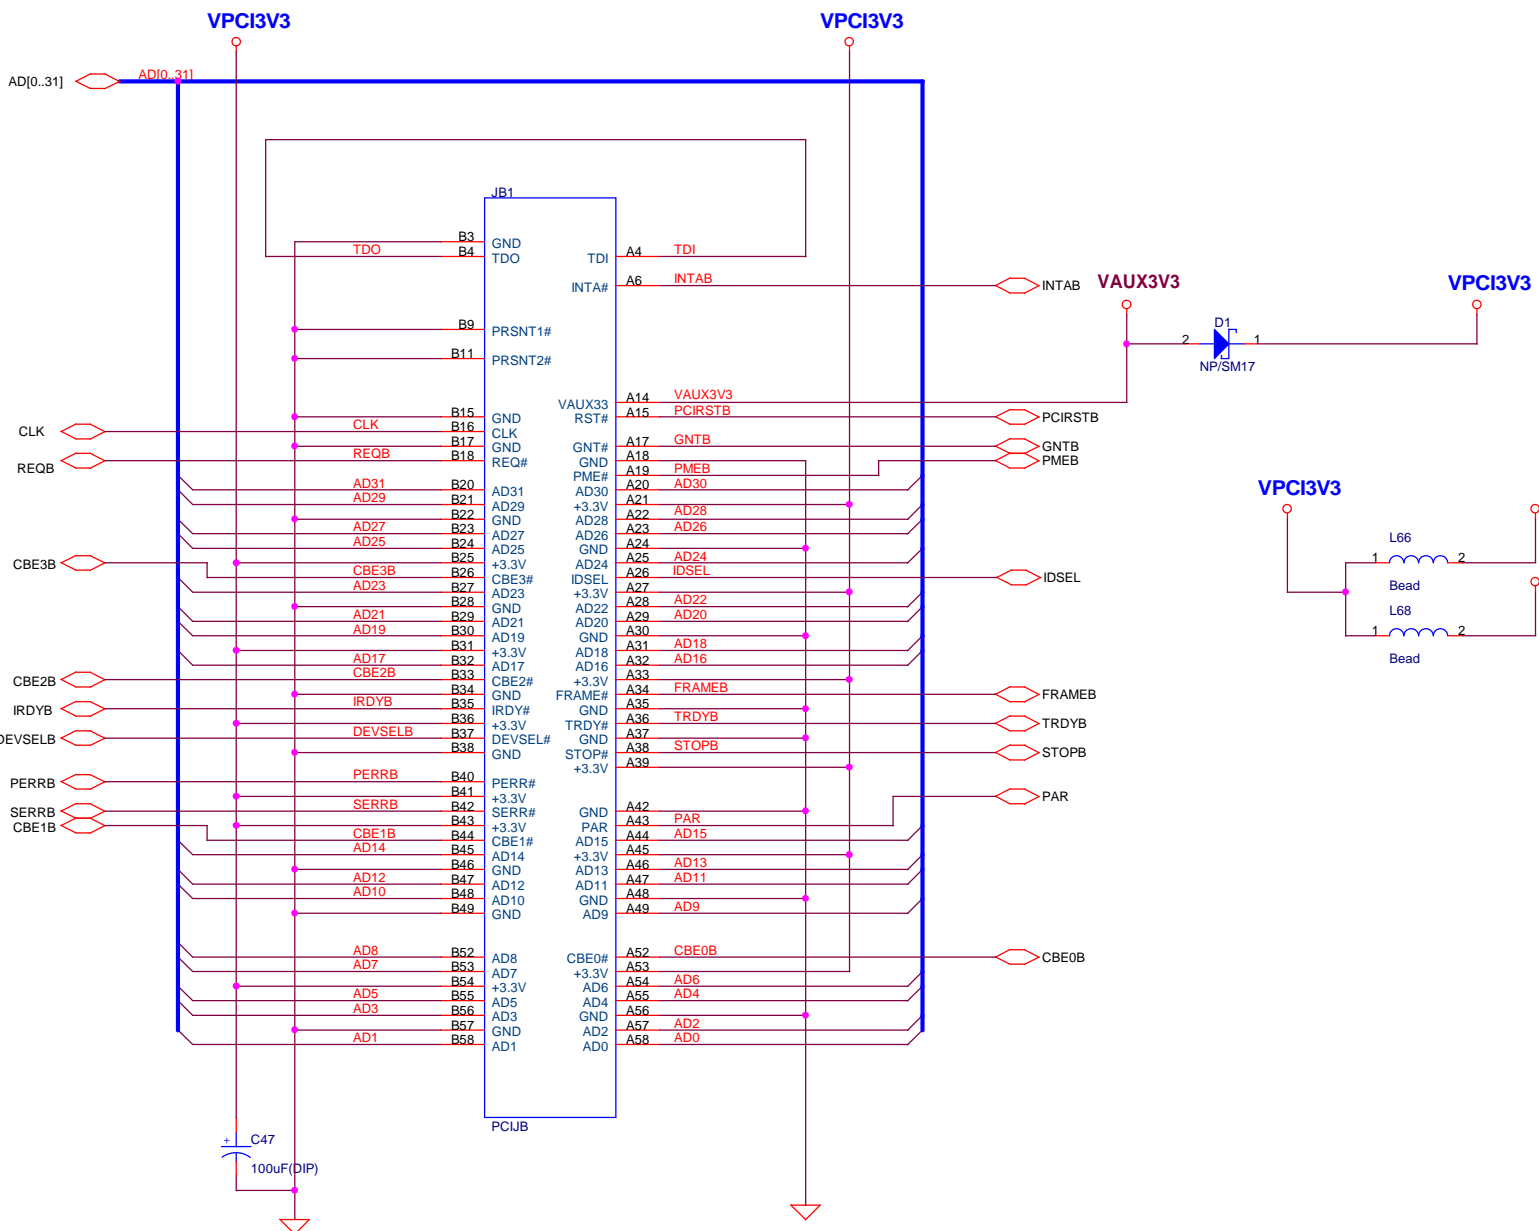 VPCI3V3
VPCI3V3
AD[0..31]
AD[0..31]
JB1
B3 GND
TDO B4 TDO
TDI A4 TDI
INTA# A6 INTAB INTAB
VAUX3V3
VPCI3V3
D1
2 1
NP/SM17
B9 PRSNT1#
B11 PRSNT2#
VAUX33 A14 VAUX3V3
B15 GND
RST# A15 PCIRSTB PCIRSTB
CLK CLK B16 CLK
B17 GND
GNT# A17 GNTB GNTB
REQB REQB B18 REQ#
GND A18
PME# A19 PMEB PMEB
AD31 B20 AD31
AD30 A20 AD30
AD29 B21 AD29
+3.3V A21
B22 GND
AD28 A22 AD28
AD27 B23 AD27
AD26 A23 AD26
AD25 B24 AD25
GND A24
B25 +3.3V
AD24 A25 AD24
CBE3B CBE3B B26 CBE3#
IDSEL A26 IDSEL IDSEL
AD23 B27 AD23
+3.3V A27
B28 GND
AD22 A28 AD22
AD21 B29 AD21
AD20 A29 AD20
AD19 B30 AD19
GND A30
B31 +3.3V
AD18 A31 AD18
AD17 B32 AD17
AD16 A32 AD16
CBE2B CBE2B B33 CBE2#
+3.3V A33
B34 GND
FRAME# A34 FRAMEB FRAMEB
IRDYB IRDYB B35 IRDY#
GND A35
B36 +3.3V
TRDY# A36 TRDYB TRDYB
DEVSELB DEVSELB B37 DEVSEL#
GND A37
B38 GND
STOP# A38 STOPB STOPB
+3.3V A39
PERRB PERRB B40 PERR#
B41 +3.3V
PAR
SERRB SERRB B42 SERR#
GND A42
B43 +3.3V
PAR A43 PAR
CBE1B CBE1B B44 CBE1#
AD15 A44 AD15
AD14 B45 AD14
+3.3V A45
B46 GND
AD13 A46 AD13
AD12 B47 AD12
AD11 A47 AD11
AD10 B48 AD10
GND A48
B49 GND
AD9 A49 AD9
AD8 B52 AD8
CBE0# A52 CBE0B CBE0B
AD7 B53 AD7
+3.3V A53
B54 +3.3V
AD6 A54 AD6
AD5 B55 AD5
AD4 A55 AD4
AD3 B56 AD3
GND A56
B57 GND
AD2 A57 AD2
AD1 B58 AD1
AD0 A58 AD0
PCIJB
+ C47
100uF(DIP)
VPCI3V3
L66
1 2
Bead
L68
1 2
Bead